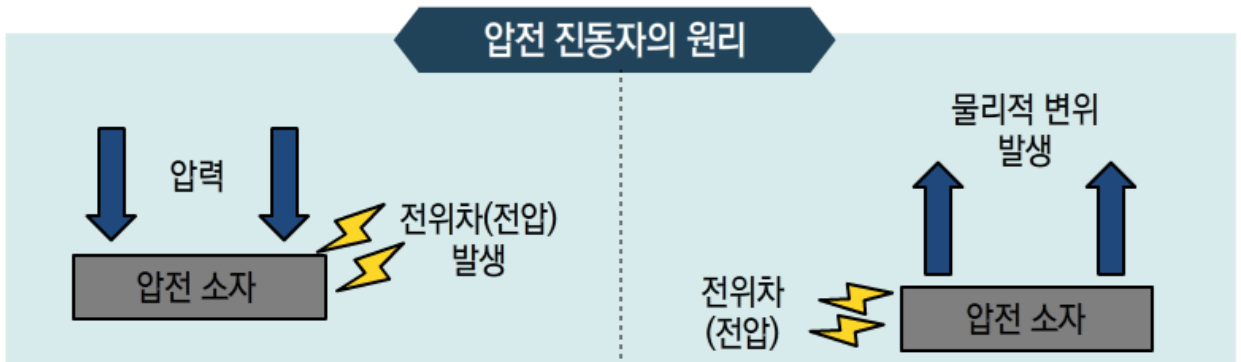 압전 진동자의 원리
압력
전위차(전압)
발생
압전 소자
물리적 변위
발생
전위차
(전압)
압전 소자